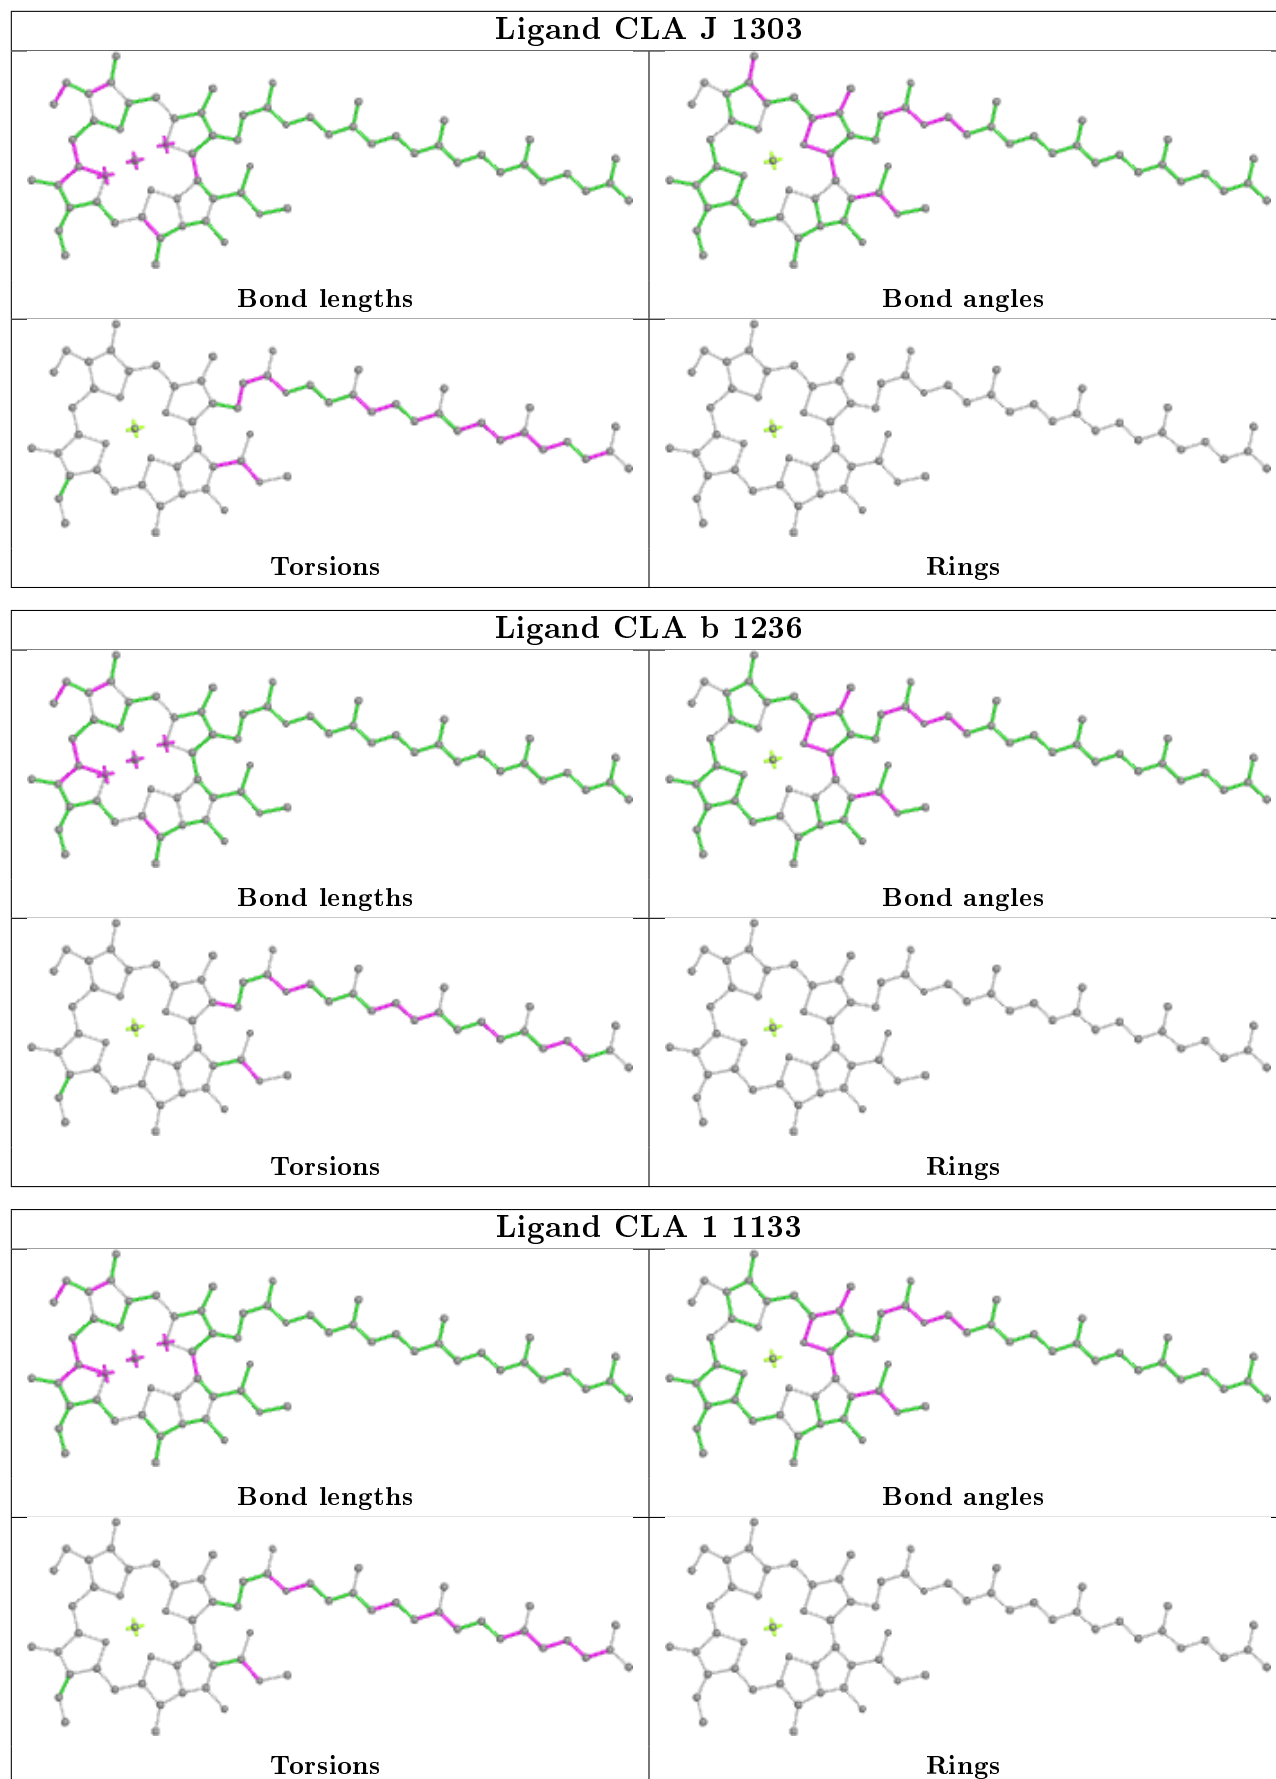 Ligand CLA J 1303
Bond lengths
Bond angles
Torsions
Rings
Ligand CLA b 1236
Bond lengths
Bond angles
Torsions
Rings
Ligand CLA 1 1133
Bond lengths
Bond angles
Torsions
Rings